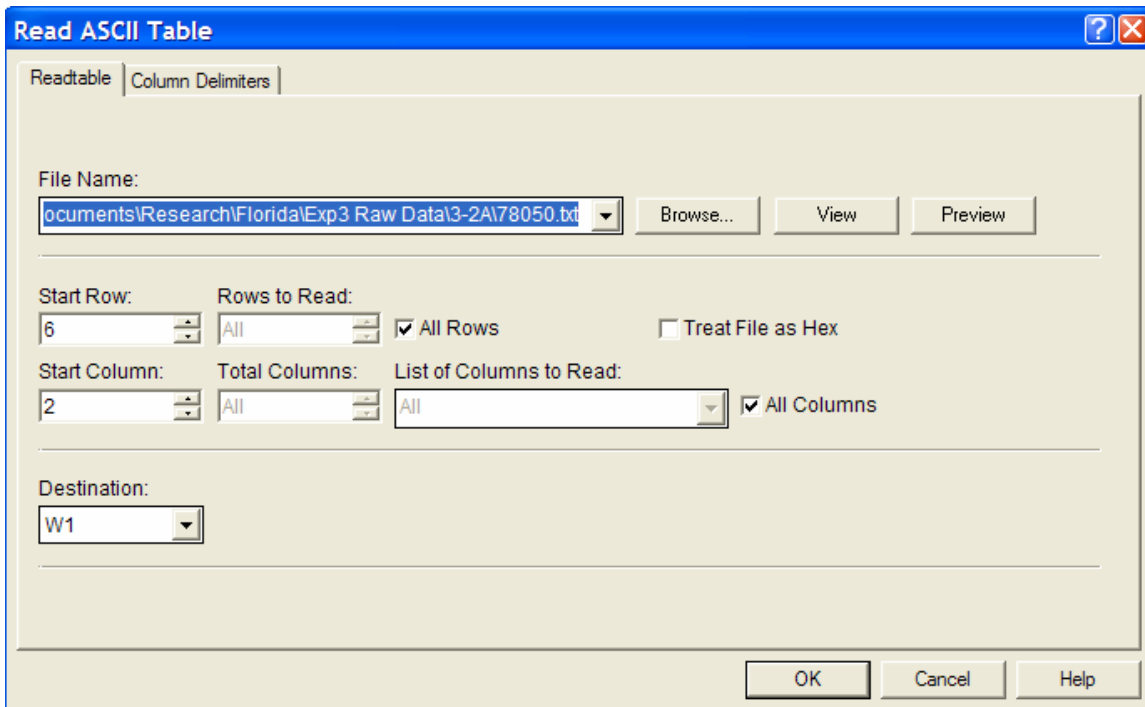 Read ASCII Table
Readtable Column Delimiters
File Name:
ocuments\Research\Florida\Exp3 Raw Data\3-2A\78050.txt Browse... View Preview
Start Row: Rows to Read:
6 All All Rows Treat File as Hex
Start Column: Total Columns: List of Columns to Read:
2 All All All Columns
Destination:
W1
OK Cancel Help